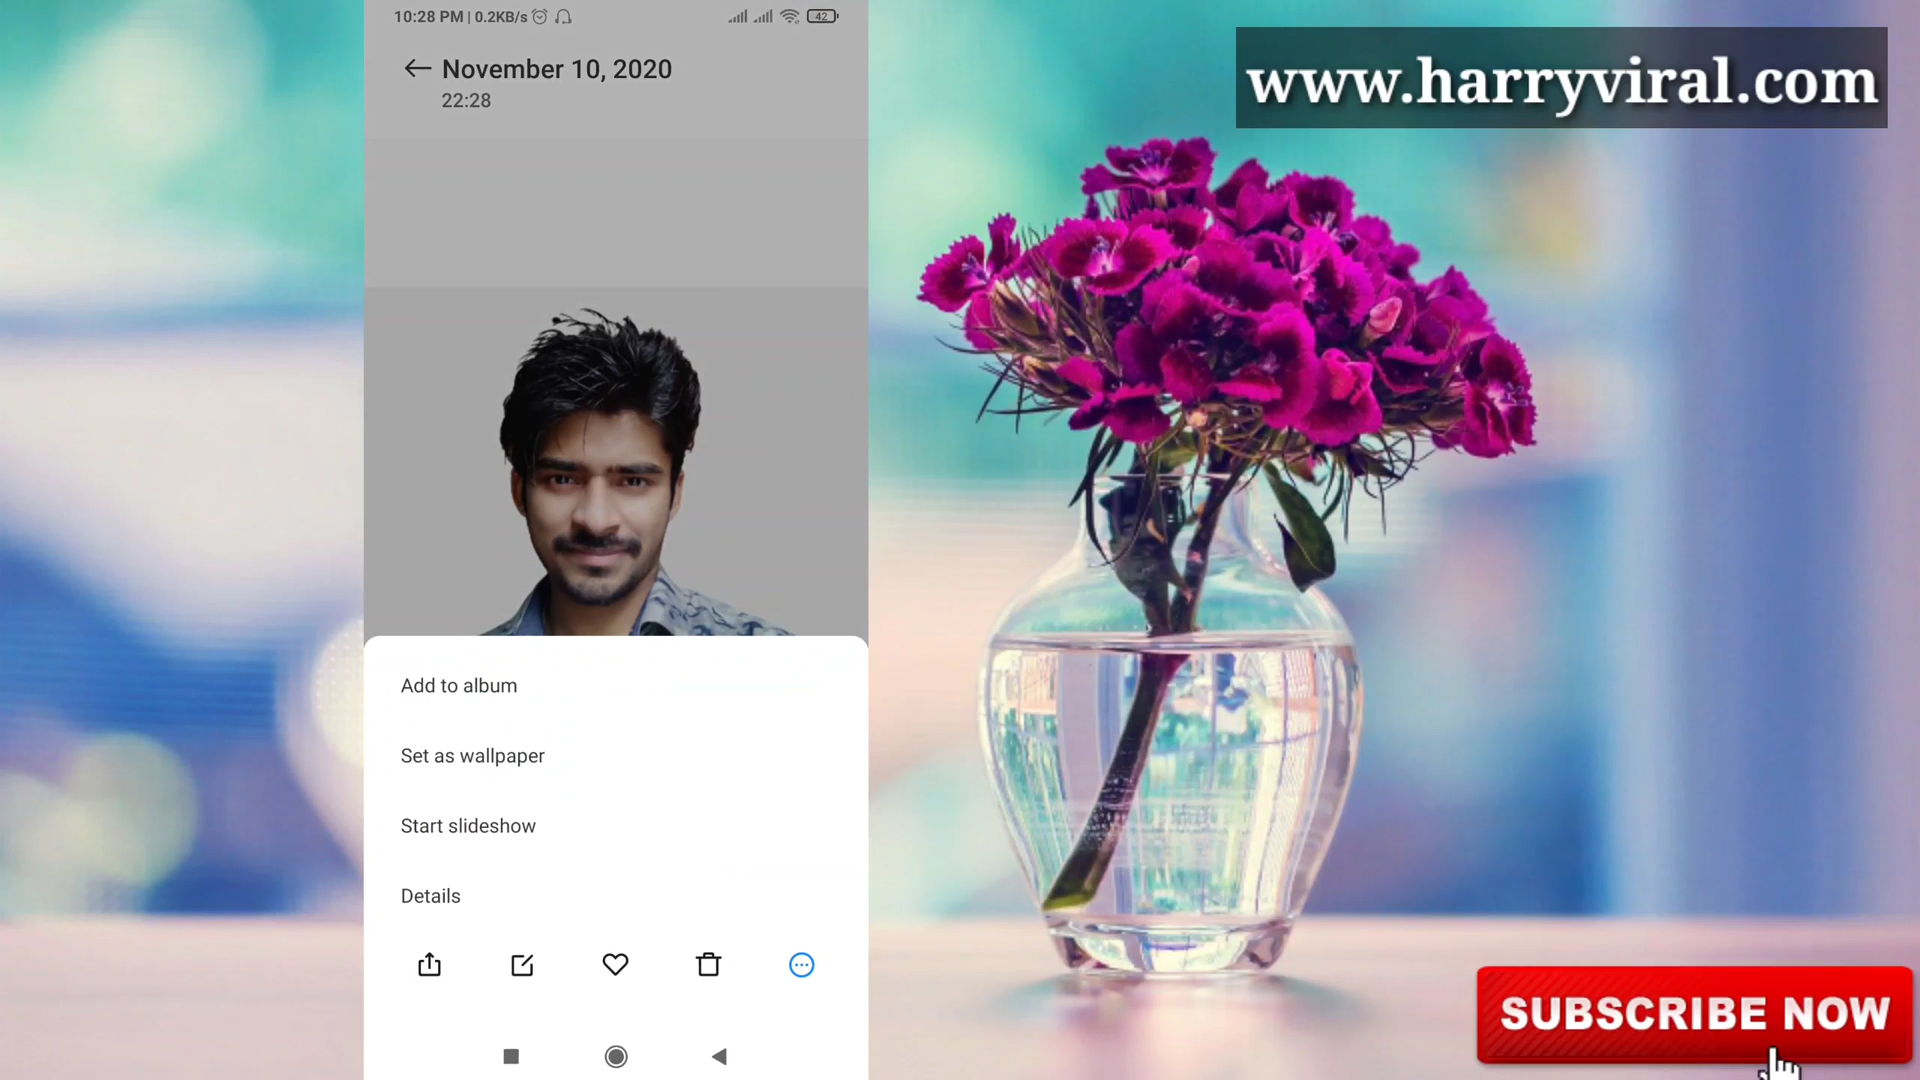 10:28 PM | 0.2KB/s
42
November 10, 2020
22:28
www.harryviral.com
Add to album
Set as wallpaper
Start slideshow
Details
SUBSCRIBE NOW